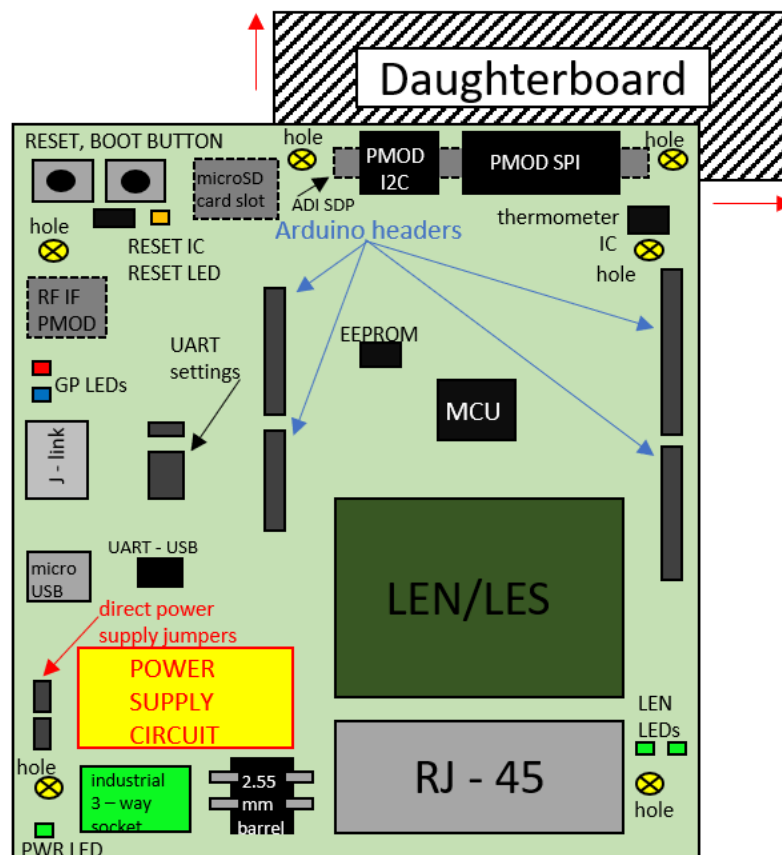 Daughterboard
RESET, BOOT BUTTON
hole
hole
PMOD
I2C
PMOD SPI
microSD
card slot
ADI SDP
thermometer
IC
hole
hole
RESET IC
RESET LED
Arduino headers
RF IF
PMOD
UART
settings
EEPROM
GP LEDs
MCU
J - link
UART - USB
micro
USB
LEN/LES
direct power
supply jumpers
POWER
SUPPLY
CIRCUIT
LEN
LEDs
RJ - 45
hole
industrial
3 – way
socket
2.55
mm
barrel
hole
PWR LED